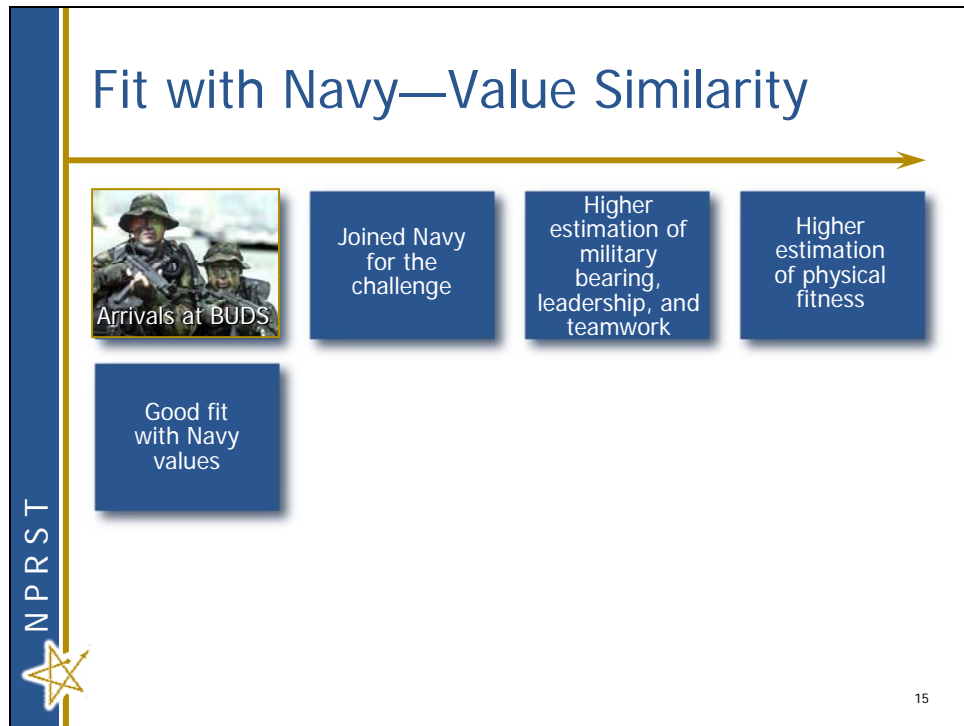 Fit with Navy—Value Similarity
Arrivals at BUDS
Joined Navy
for the
challenge
Higher
estimation of
military
bearing,
leadership, and
teamwork
Higher
estimation
of physical
fitness
Good fit
with Navy
values
NPRST
15